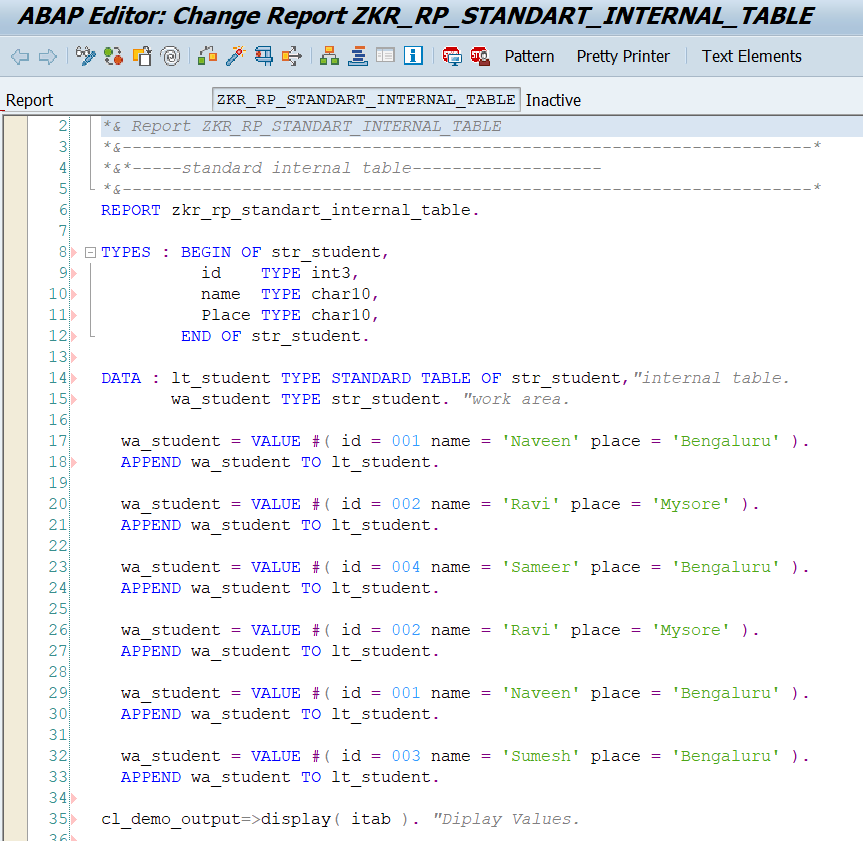 ABAP Editor: Change Report ZKR_RP_STANDART_INTERNAL_TABLE
Pattern Pretty Printer Text Elements
Report ZKR_RP_STANDART_INTERNAL_TABLE Inactive
2 *& Report ZKR_RP_STANDART_INTERNAL_TABLE
3 *&---------------------------------------------------------------------*
4 *&*-----standard internal table-------------------
5 *&---------------------------------------------------------------------*
6 REPORT zkr_rp_standart_internal_table.
7
8 TYPES : BEGIN OF str_student,
9 id TYPE int3,
10 name TYPE char10,
11 Place TYPE char10,
12 END OF str_student.
13
14 DATA : lt_student TYPE STANDARD TABLE OF str_student,"internal table.
15 wa_student TYPE str_student. "work area.
16
17 wa_student = VALUE #( id = 001 name = 'Naveen' place = 'Bengaluru' ).
18 APPEND wa_student TO lt_student.
19
20 wa_student = VALUE #( id = 002 name = 'Ravi' place = 'Mysore' ).
21 APPEND wa_student TO lt_student.
22
23 wa_student = VALUE #( id = 004 name = 'Sameer' place = 'Bengaluru' ).
24 APPEND wa_student TO lt_student.
25
26 wa_student = VALUE #( id = 002 name = 'Ravi' place = 'Mysore' ).
27 APPEND wa_student TO lt_student.
28
29 wa_student = VALUE #( id = 001 name = 'Naveen' place = 'Bengaluru' ).
30 APPEND wa_student TO lt_student.
31
32 wa_student = VALUE #( id = 003 name = 'Sumesh' place = 'Bengaluru' ).
33 APPEND wa_student TO lt_student.
34
35 cl_demo_output=>display( itab ). "Diplay Values.
36